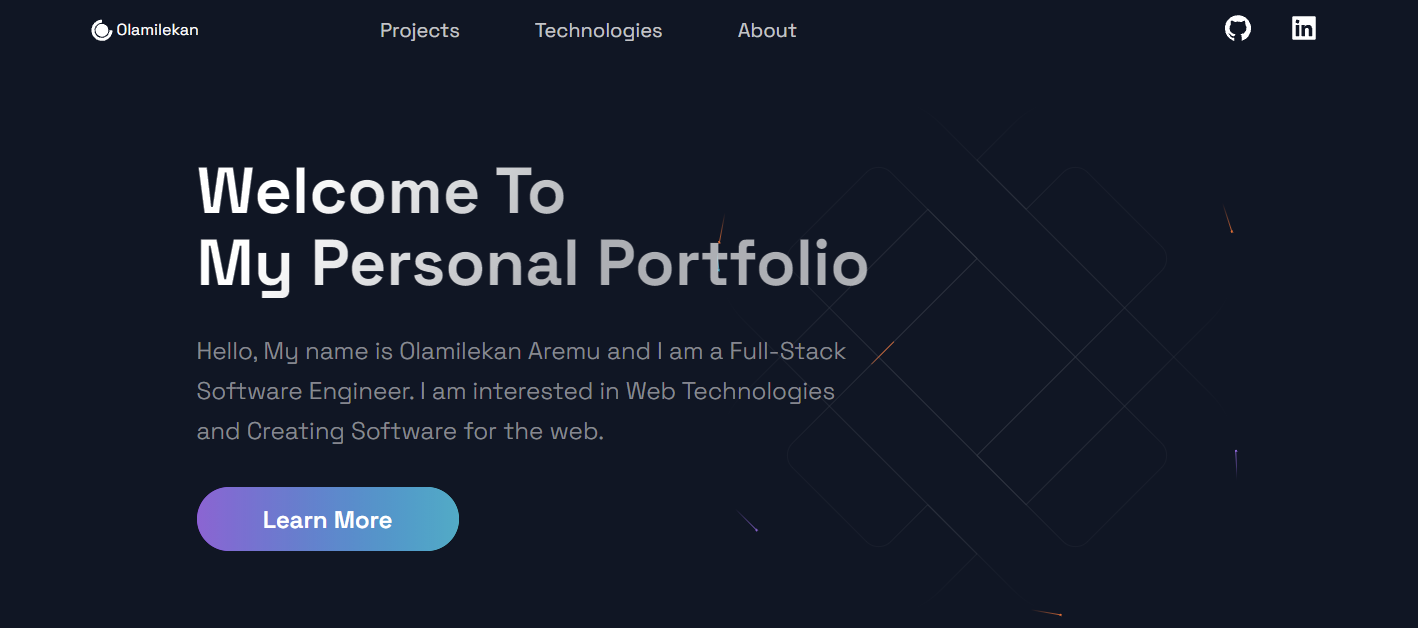 Olamilekan
Projects
Technologies
About
Welcome To
My Personal Portfolio
Hello, My name is Olamilekan Aremu and I am a Full-Stack
Software Engineer. I am interested in Web Technologies
and Creating Software for the web.
Learn More